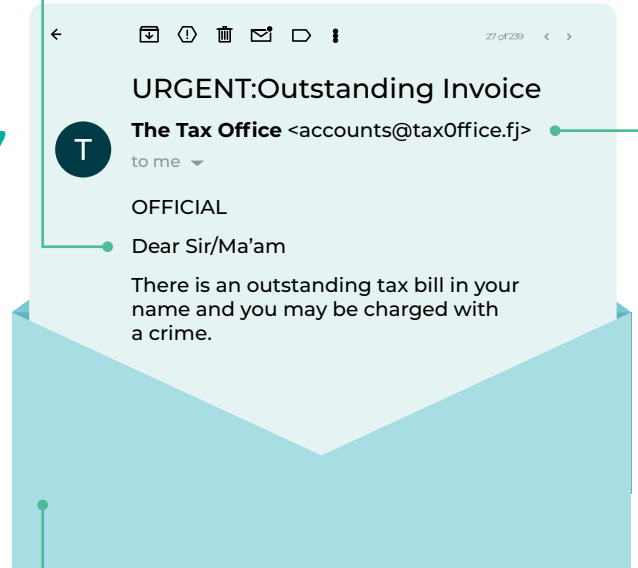 27 of 239
URGENT:Outstanding Invoice
The Tax Office <accounts@tax0ffice.fj>
T
to me
OFFICIAL
Dear Sir/Ma’am
There is an outstanding tax bill in your
name and you may be charged with
a crime.